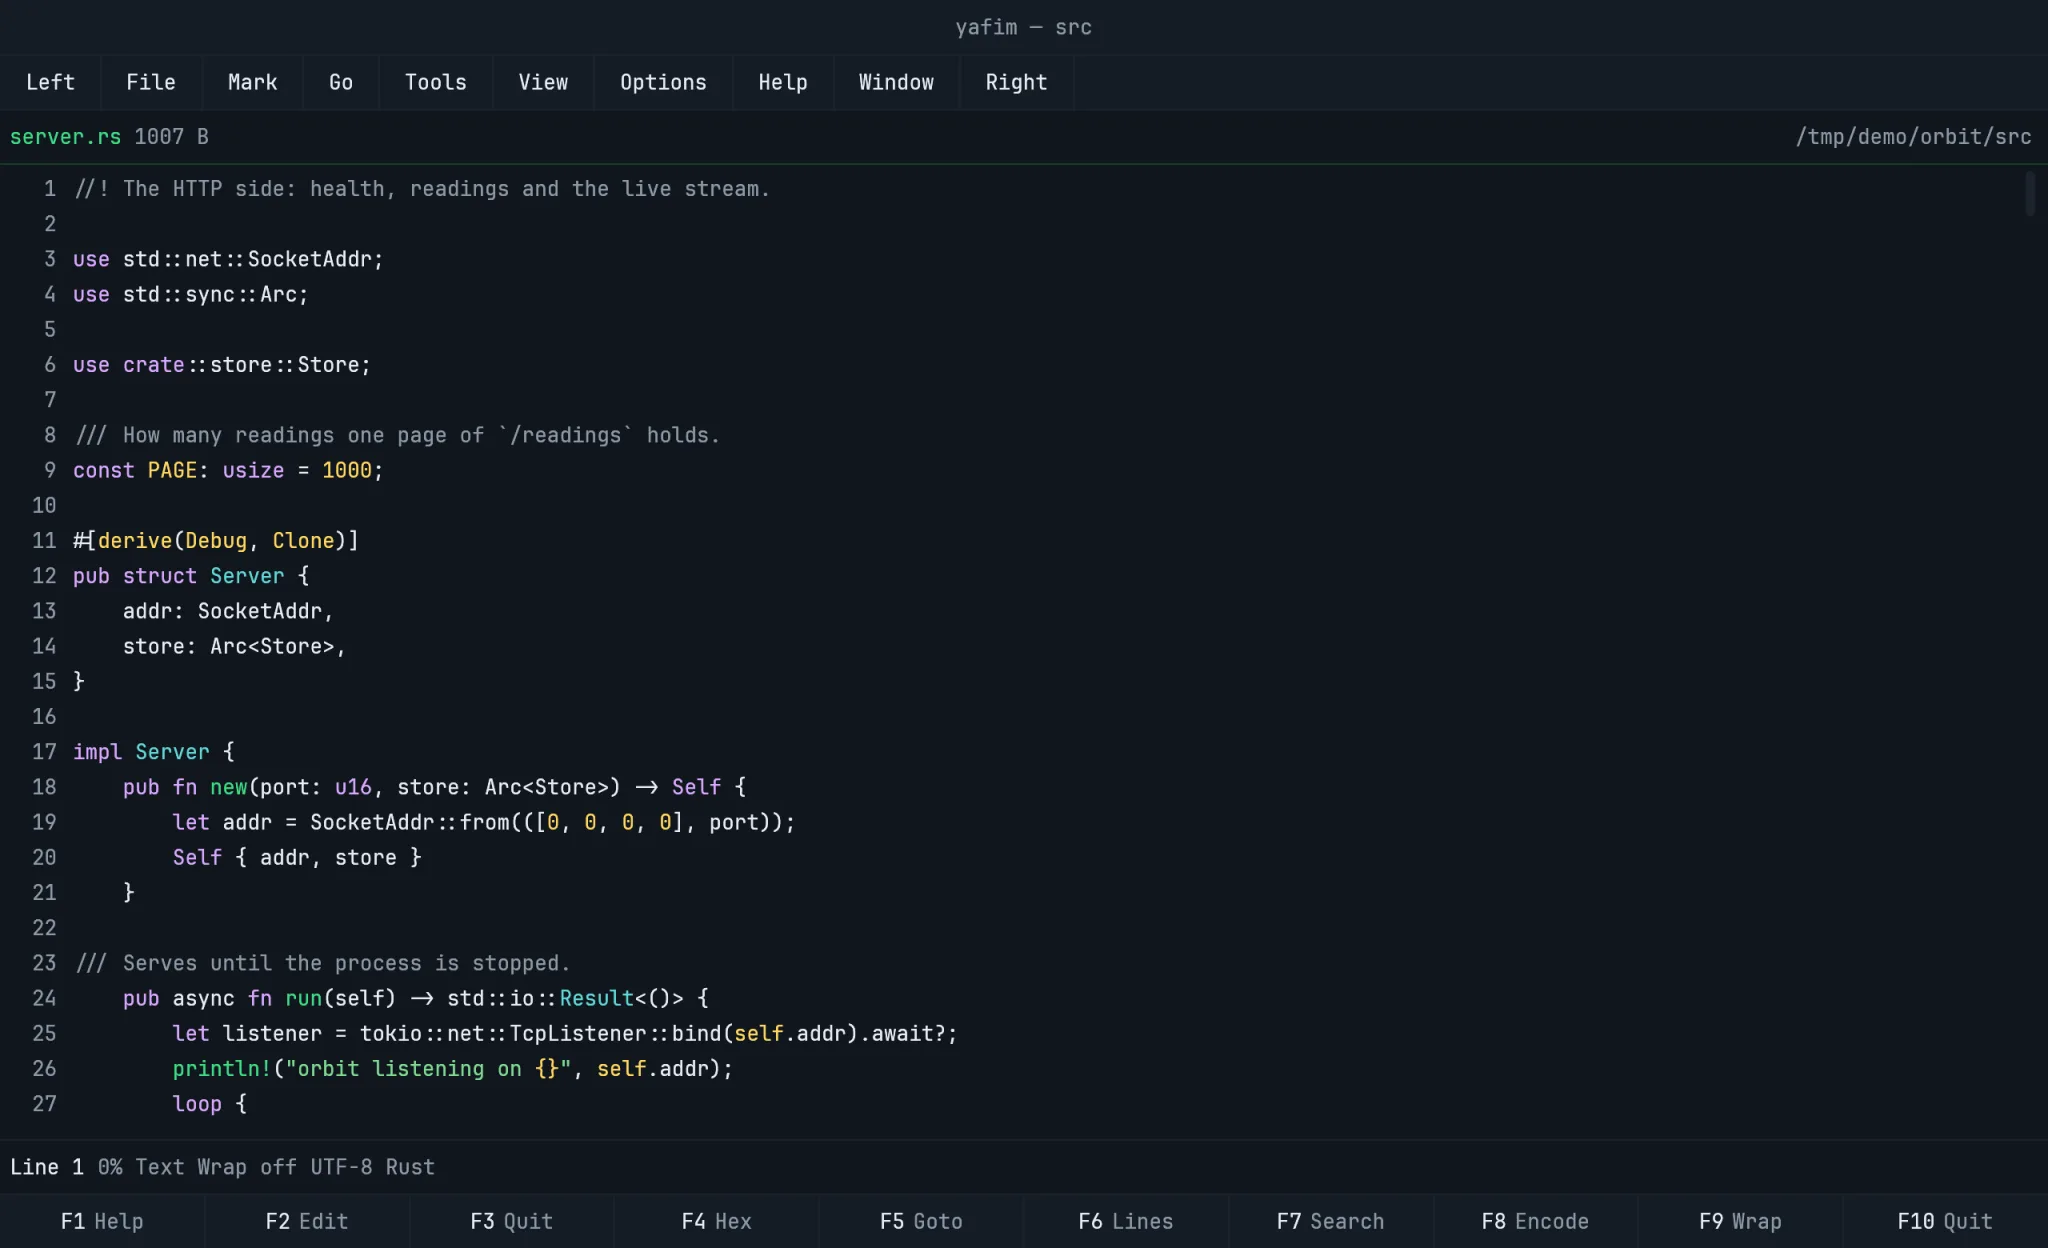 yafim — src
Left File Mark Go Tools View Options Help Window Right
server.rs 1007 B /tmp/demo/orbit/src
1 //! The HTTP side: health, readings and the live stream.
2
3 use std::net::SocketAddr;
4 use std::sync::Arc;
5
6 use crate::store::Store;
7
8 /// How many readings one page of `/readings` holds.
9 const PAGE: usize = 1000;
10
11 #[derive(Debug, Clone)]
12 pub struct Server {
13     addr: SocketAddr,
14     store: Arc<Store>,
15 }
16
17 impl Server {
18     pub fn new(port: u16, store: Arc<Store>) -> Self {
19         let addr = SocketAddr::from(([0, 0, 0, 0], port));
20         Self { addr, store }
21     }
22
23 /// Serves until the process is stopped.
24     pub async fn run(self) -> std::io::Result<()> {
25         let listener = tokio::net::TcpListener::bind(self.addr).await?;
26         println!("orbit listening on {}", self.addr);
27         loop {
Line 1 0% Text Wrap off UTF-8 Rust
F1 Help F2 Edit F3 Quit F4 Hex F5 Goto F6 Lines F7 Search F8 Encode F9 Wrap F10 Quit